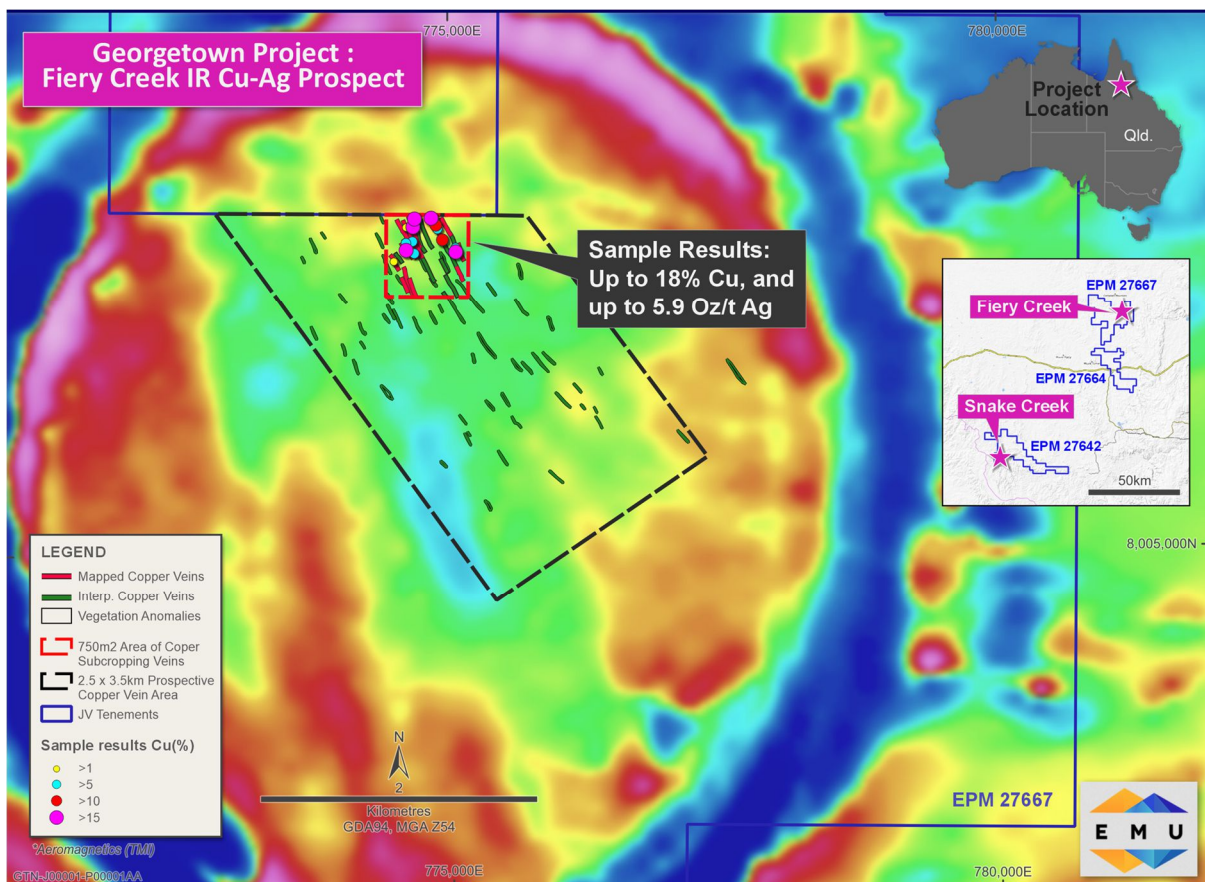 775,000E
780,000E
Georgetown Project :
Fiery Creek IR Cu-Ag Prospect
Project
Location
Qld.
Sample Results:
Up to 18% Cu, and
up to 5.9 Oz/t Ag
EPM 27667
Fiery Creek
EPM 27664
Snake Creek
EPM 27642
50km
8,005,000N
LEGEND
Mapped Copper Veins
Interp. Copper Veins
Vegetation Anomalies
750m2 Area of Coper
Subcropping Veins
2.5 x 3.5km Prospective
Copper Vein Area
JV Tenements
Sample results Cu(%)
>1
>5
>10
>15
N
2
Kilometres
GDA94, MGA Z54
EPM 27667
EMU
*Aeromagnetics (TMI)
GTN-J00001-P00001AA
775,000E
780,000E